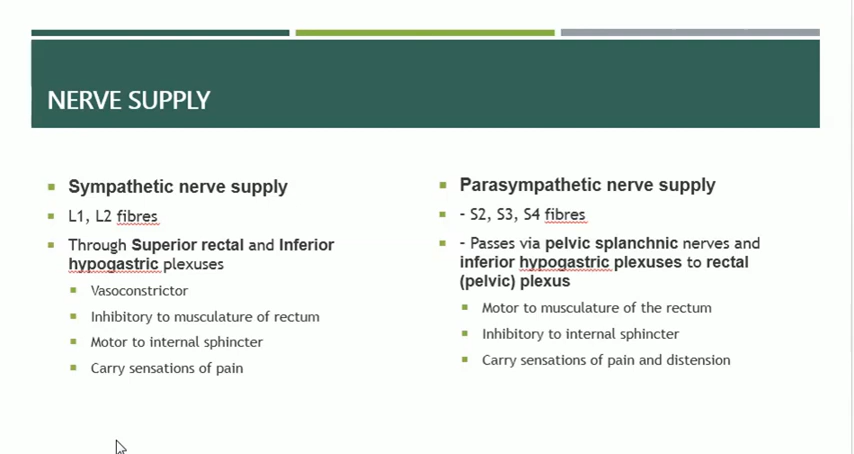 NERVE SUPPLY
Sympathetic nerve supply
L1, L2 fibres
Through Superior rectal and Inferior
hypogastric plexuses
Vasoconstrictor
Inhibitory to musculature of rectum
Motor to internal sphincter
Carry sensations of pain
Parasympathetic nerve supply
- S2, S3, S4 fibres
- Passes via pelvic splanchnic nerves and
inferior hypogastric plexuses to rectal
(pelvic) plexus
Motor to musculature of the rectum
Inhibitory to internal sphincter
Carry sensations of pain and distension